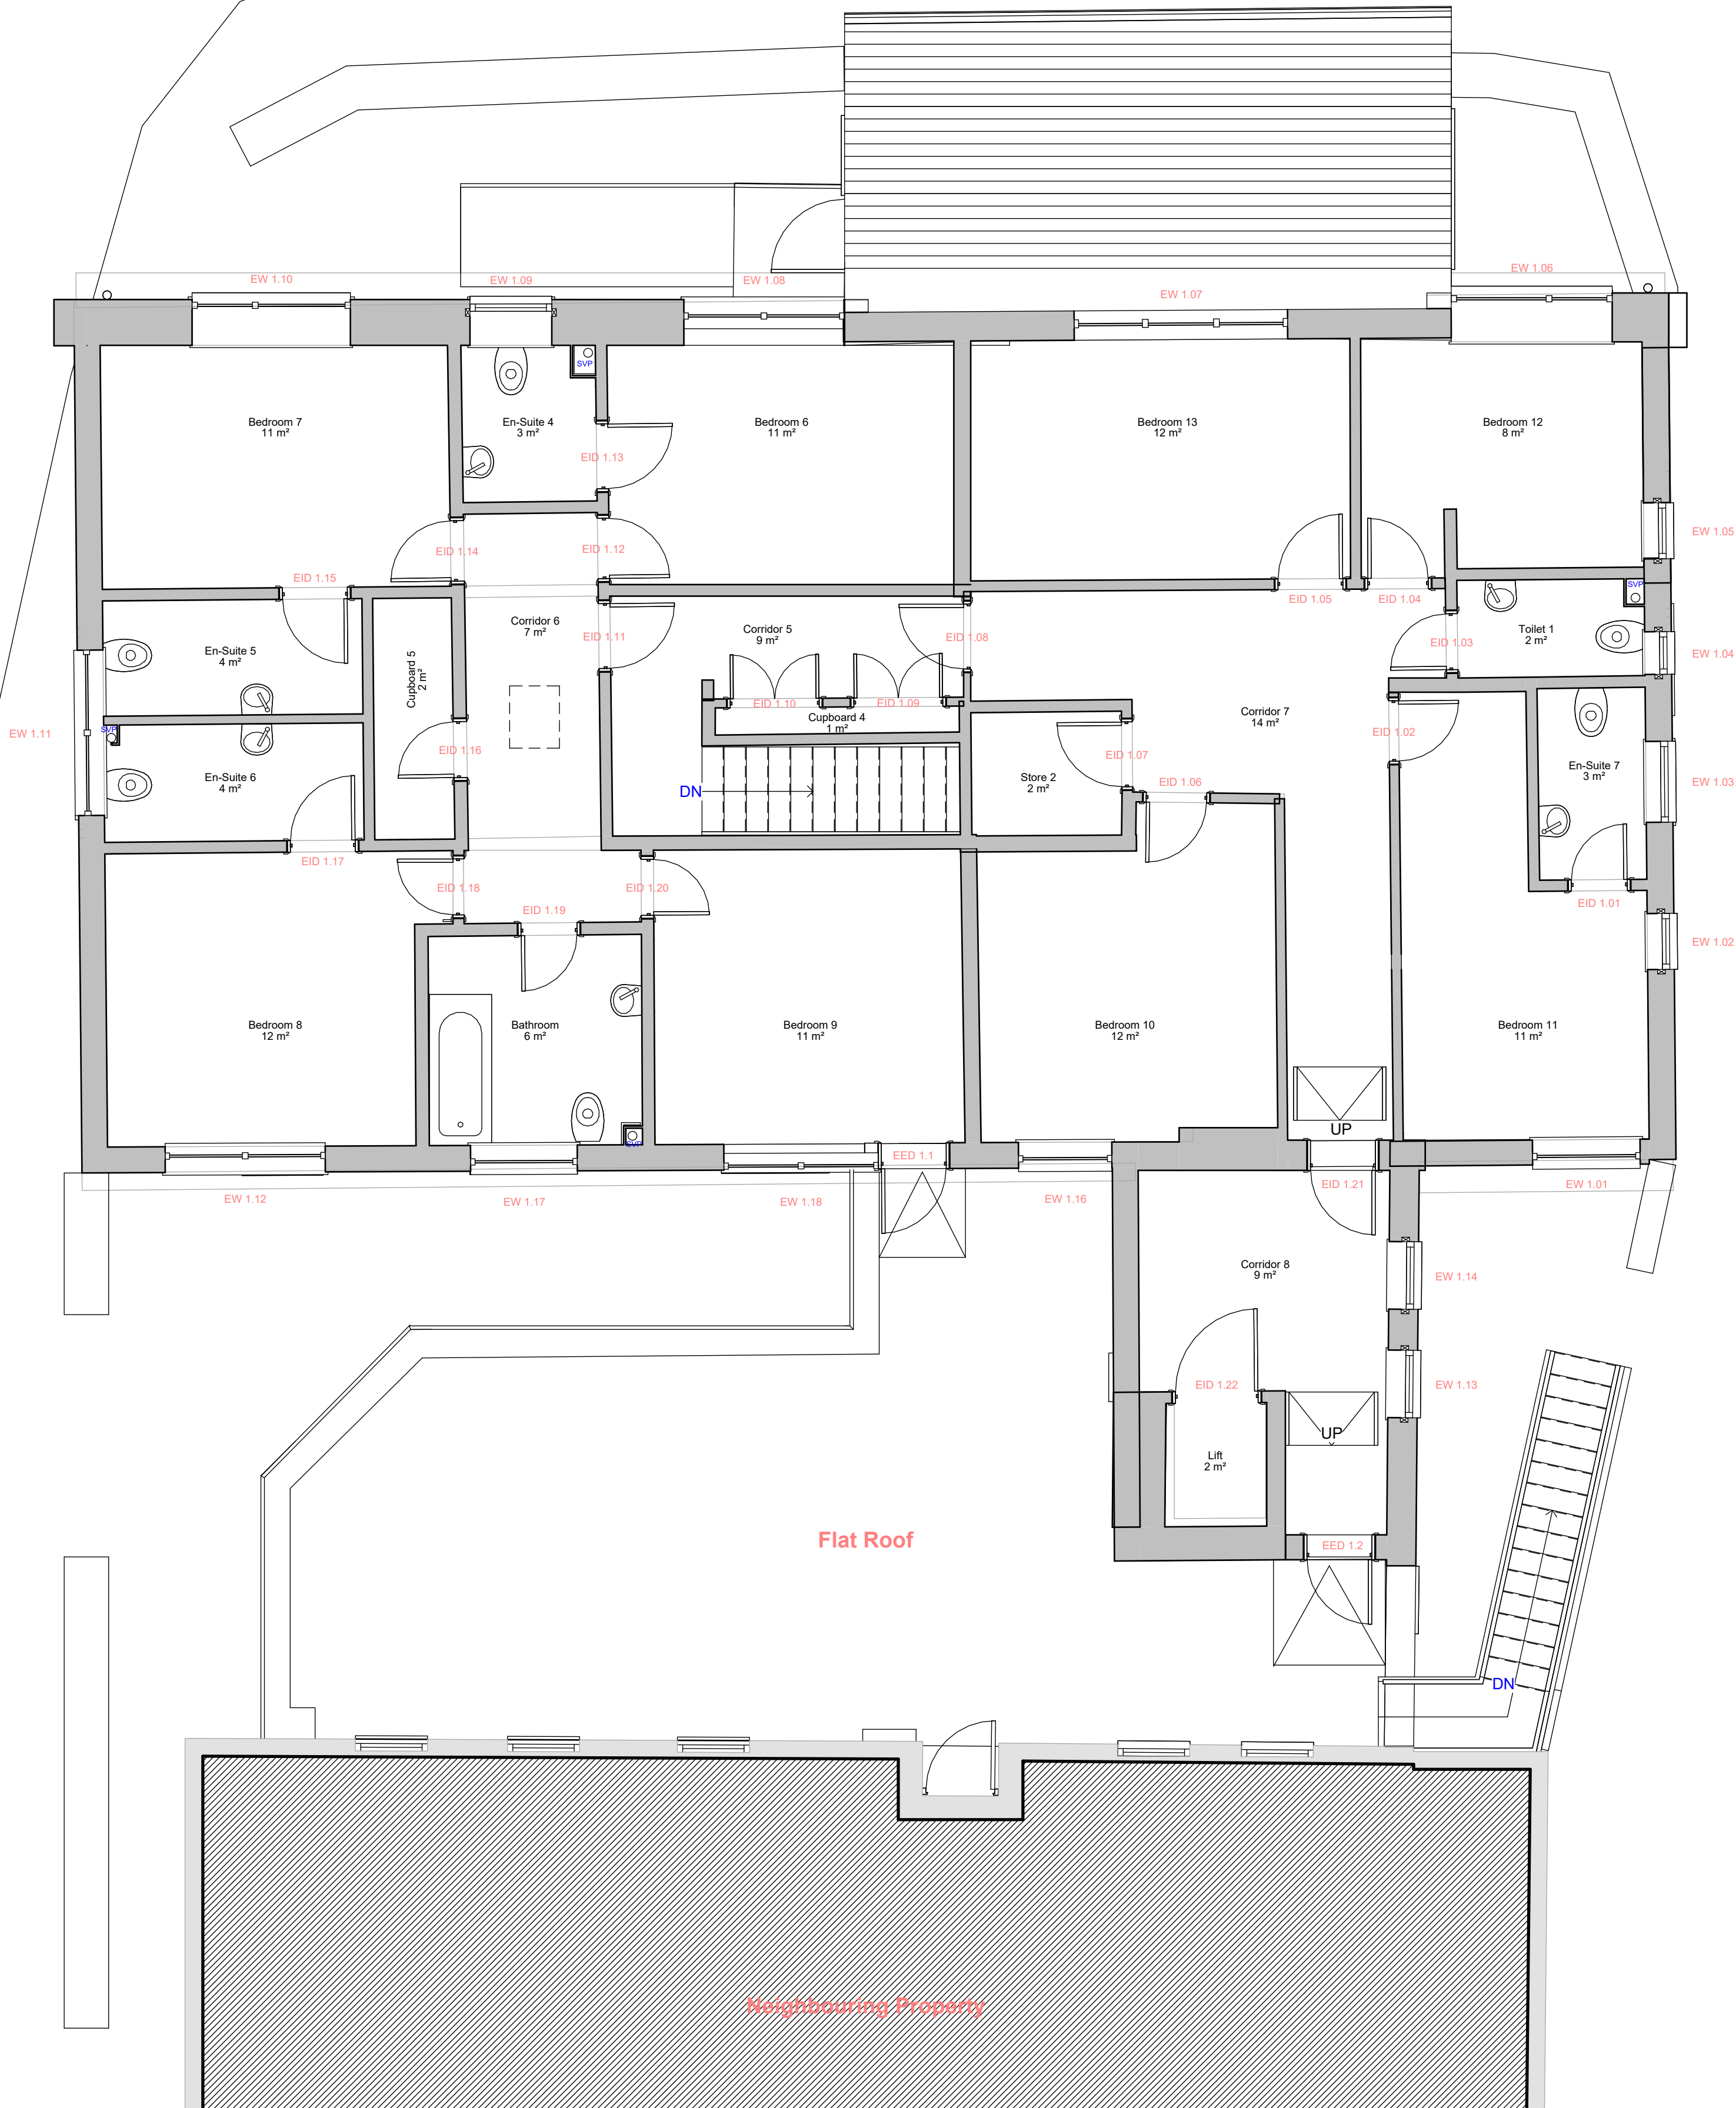 EW 1.06
EW 1.10
EW 1.09
EW 1.08
EW 1.07
SVP
Bedroom 7
11 m²
En-Suite 4
3 m²
Bedroom 6
11 m²
Bedroom 13
12 m²
Bedroom 12
8 m²
EID 1.13
EW 1.05
EID 1.14
EID 1.12
EID 1.15
SVP
EID 1.05
EID 1.04
Corridor 6
7 m²
EID 1.11
Corridor 5
9 m²
EID 1.08
Toilet 1
2 m²
EID 1.03
En-Suite 5
4 m²
EW 1.04
Cupboard 5
2 m²
EID 1.10
EID 1.09
Cupboard 4
1 m²
Corridor 7
14 m²
EW 1.11
SVP
EID 1.02
EID 1.16
EID 1.07
En-Suite 6
4 m²
DN
Store 2
2 m²
EID 1.06
En-Suite 7
3 m²
EW 1.03
EID 1.17
EID 1.18
EID 1.20
EID 1.19
EID 1.01
EW 1.02
Bedroom 8
12 m²
Bathroom
6 m²
Bedroom 9
11 m²
Bedroom 10
12 m²
Bedroom 11
11 m²
UP
SVP
EED 1.1
EID 1.21
EW 1.01
EW 1.12
EW 1.17
EW 1.18
EW 1.16
Corridor 8
9 m²
EW 1.14
EID 1.22
EW 1.13
UP
Lift
2 m²
Flat Roof
EED 1.2
DN
Neighbouring Property